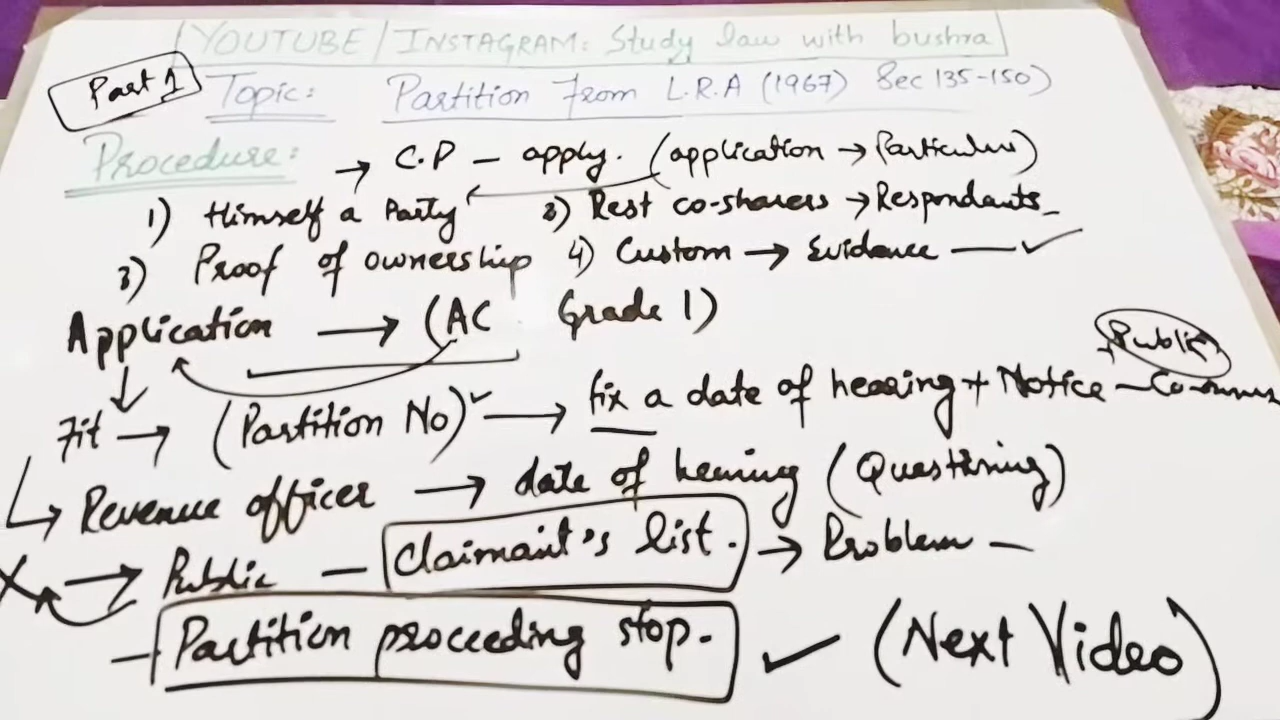 YOUTUBE/INSTAGRAM: Study law with bushra
Part 1
Topic: Partition From L.R.A (1967) Sec 135-150)
Procedure:
→ C.P - apply. (application → Particulars)
1) Himself a Party 2) Rest co-sharers → Respondants
3) Proof of ownership 4) Custom → Evidence — ✓
Application → (AC Grade 1)
Public
Fit → (Partition No) ✓ → fix a date of hearing + Notice —
↳ Revenue officer → date of hearing (Questining)
X → Public - Claimant's list. → Problem -
- Partition proceeding stop. ✓ (Next Video)